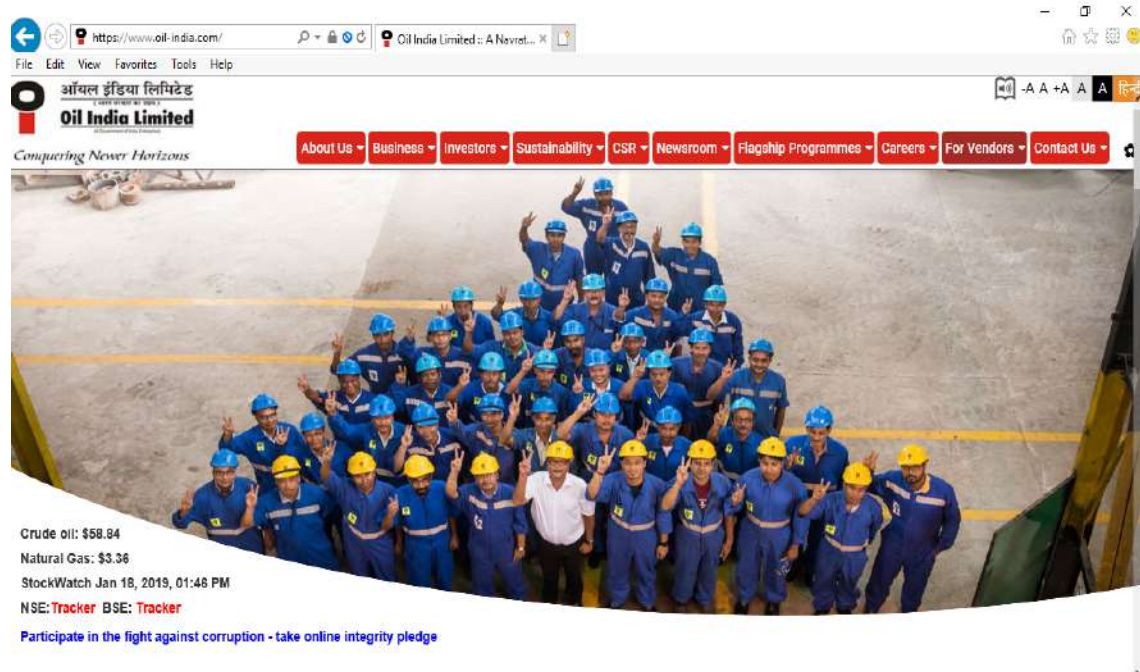 https://www.oil-india.com/
Oil India Limited :: A Navrat...
File Edit View Favorites Tools Help
ऑयल इंडिया लिमिटेड
Oil India Limited
Conquering Newer Horizons
-A A +A A A
About Us Business Investors Sustainability CSR Newsroom Flagship Programmes Careers For Vendors Contact Us
Crude oil: $58.84
Natural Gas: $3.36
StockWatch Jan 18, 2019, 01:46 PM
NSE:Tracker BSE: Tracker
Participate in the fight against corruption - take online integrity pledge